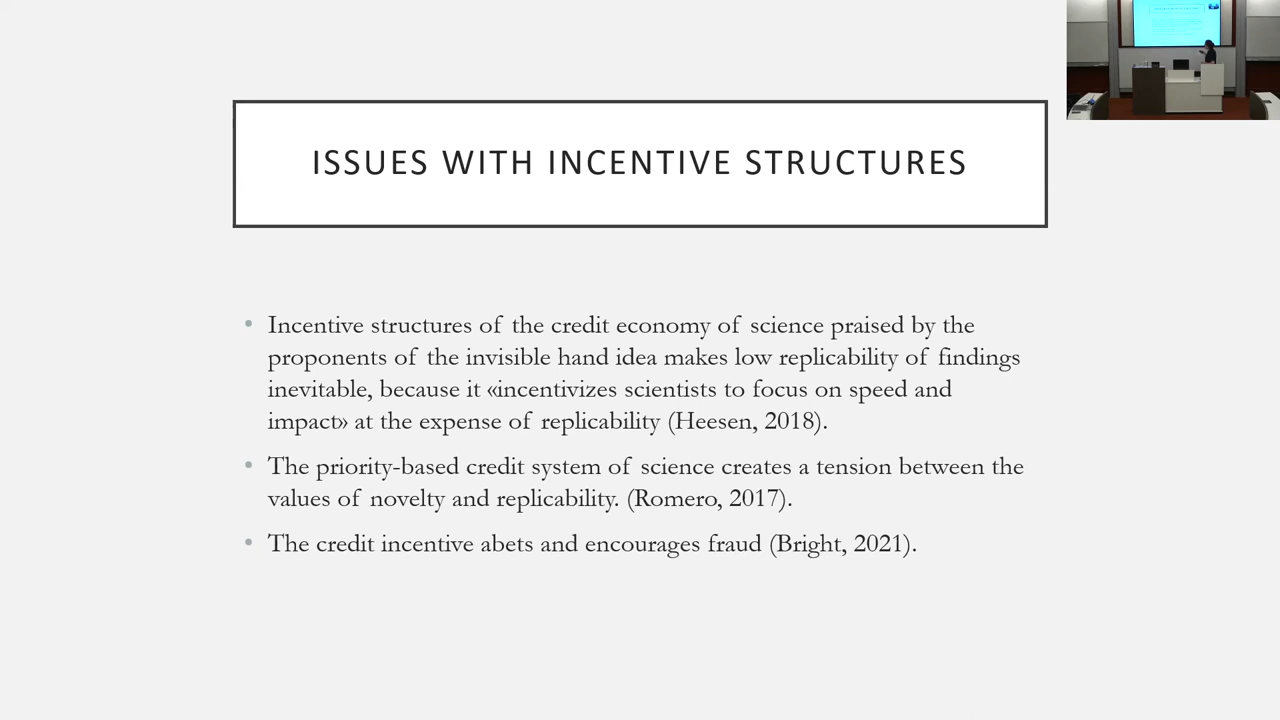 ISSUES WITH INCENTIVE STRUCTURES
• Incentive structures of the credit economy of science praised by the
proponents of the invisible hand idea makes low replicability of findings
inevitable, because it «incentivizes scientists to focus on speed and
impact» at the expense of replicability (Heesen, 2018).
• The priority-based credit system of science creates a tension between the
values of novelty and replicability. (Romero, 2017).
• The credit incentive abets and encourages fraud (Bright, 2021).